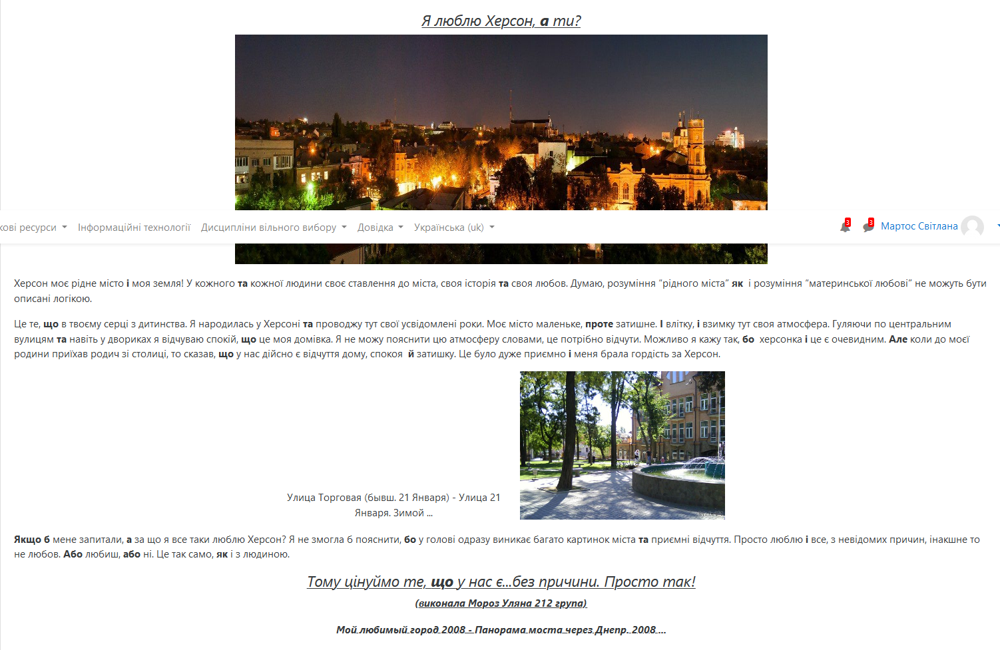 Я люблю Херсон, а ти?
кові ресурси Інформаційні технології Дисципліни вільного вибору Довідка Українська (uk) 3 3 Мартос Світлана
Херсон моє рідне місто і моя земля! У кожного та кожної людини своє ставлення до міста, своя історія та своя любов. Думаю, розуміння “рідного міста” як і розуміння “материнської любові” не можуть бути
описані логікою.
Це те, що в твоєму серці з дитинства. Я народилась у Херсоні та проводжу тут свої усвідомлені роки. Моє місто маленьке, проте затишне. І влітку, і взимку тут своя атмосфера. Гуляючи по центральним
вулицям та навіть у двориках я відчуваю спокій, що це моя домівка. Я не можу пояснити цю атмосферу словами, це потрібно відчути. Можливо я кажу так, бо херсонка і це є очевидним. Але коли до моєї
родини приїхав родич зі столиці, то сказав, що у нас дійсно є відчуття дому, спокоя й затишку. Це було дуже приємно і меня брала гордість за Херсон.
Улица Торговая (бывш. 21 Января) - Улица 21
Января. Зимой ...
Якщо б мене запитали, а за що я все таки люблю Херсон? Я не змогла б пояснити, бо у голові одразу виникає багато картинок міста та приємні відчуття. Просто люблю і все, з невідомих причин, інакшне то
не любов. Або любиш, або ні. Це так само, як і з людиною.
Тому цінуймо те, що у нас є...без причини. Просто так!
(виконала Мороз Уляна 212 група)
Мой любимый город 2008 - Панорама моста через Днепр. 2008 ...